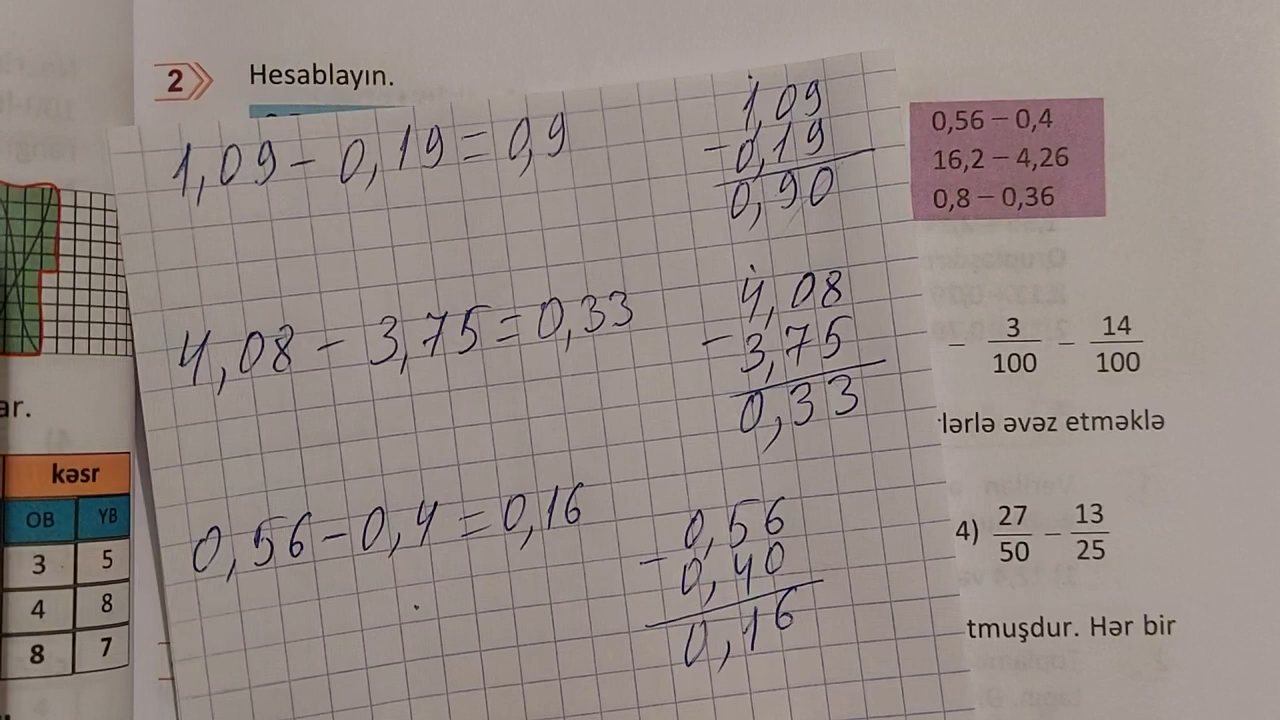 2
Hesablayın.
1,09 - 0,19 = 0,9
1,09
- 0,19
0,90
0,56 – 0,4
16,2 – 4,26
0,8 – 0,36
4,08 - 3,75 = 0,33
4,08
- 3,75
0,33
– 3/100 – 14/100
ar.
lərlə əvəz etməklə
kəsr
OB YB
3 5
4 8
8 7
0,56 - 0,4 = 0,16
0,56
- 0,40
0,16
4) 27/50 – 13/25
tmuşdur. Hər bir